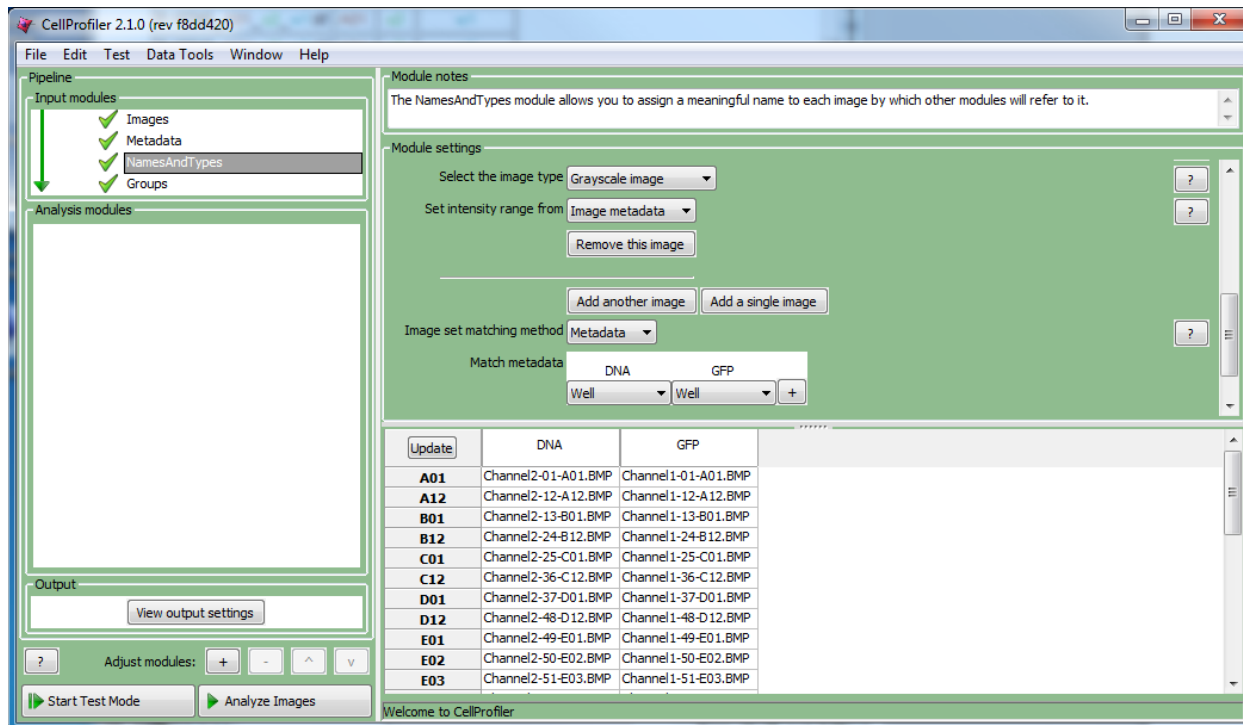 CellProfiler 2.1.0 (rev f8dd420)
File Edit Test Data Tools Window Help
Pipeline
Input modules
Images
Metadata
NamesAndTypes
Groups
Analysis modules
Output
View output settings
? Adjust modules: + - ^ v
Start Test Mode Analyze Images
Module notes
The NamesAndTypes module allows you to assign a meaningful name to each image by which other modules will refer to it.
Module settings
Select the image type Grayscale image ?
Set intensity range from Image metadata ?
Remove this image
Add another image Add a single image
Image set matching method Metadata ?
Match metadata
DNA GFP
Well Well +
Update DNA GFP
A01 Channel2-01-A01.BMP Channel1-01-A01.BMP
A12 Channel2-12-A12.BMP Channel1-12-A12.BMP
B01 Channel2-13-B01.BMP Channel1-13-B01.BMP
B12 Channel2-24-B12.BMP Channel1-24-B12.BMP
C01 Channel2-25-C01.BMP Channel1-25-C01.BMP
C12 Channel2-36-C12.BMP Channel1-36-C12.BMP
D01 Channel2-37-D01.BMP Channel1-37-D01.BMP
D12 Channel2-48-D12.BMP Channel1-48-D12.BMP
E01 Channel2-49-E01.BMP Channel1-49-E01.BMP
E02 Channel2-50-E02.BMP Channel1-50-E02.BMP
E03 Channel2-51-E03.BMP Channel1-51-E03.BMP
Welcome to CellProfiler